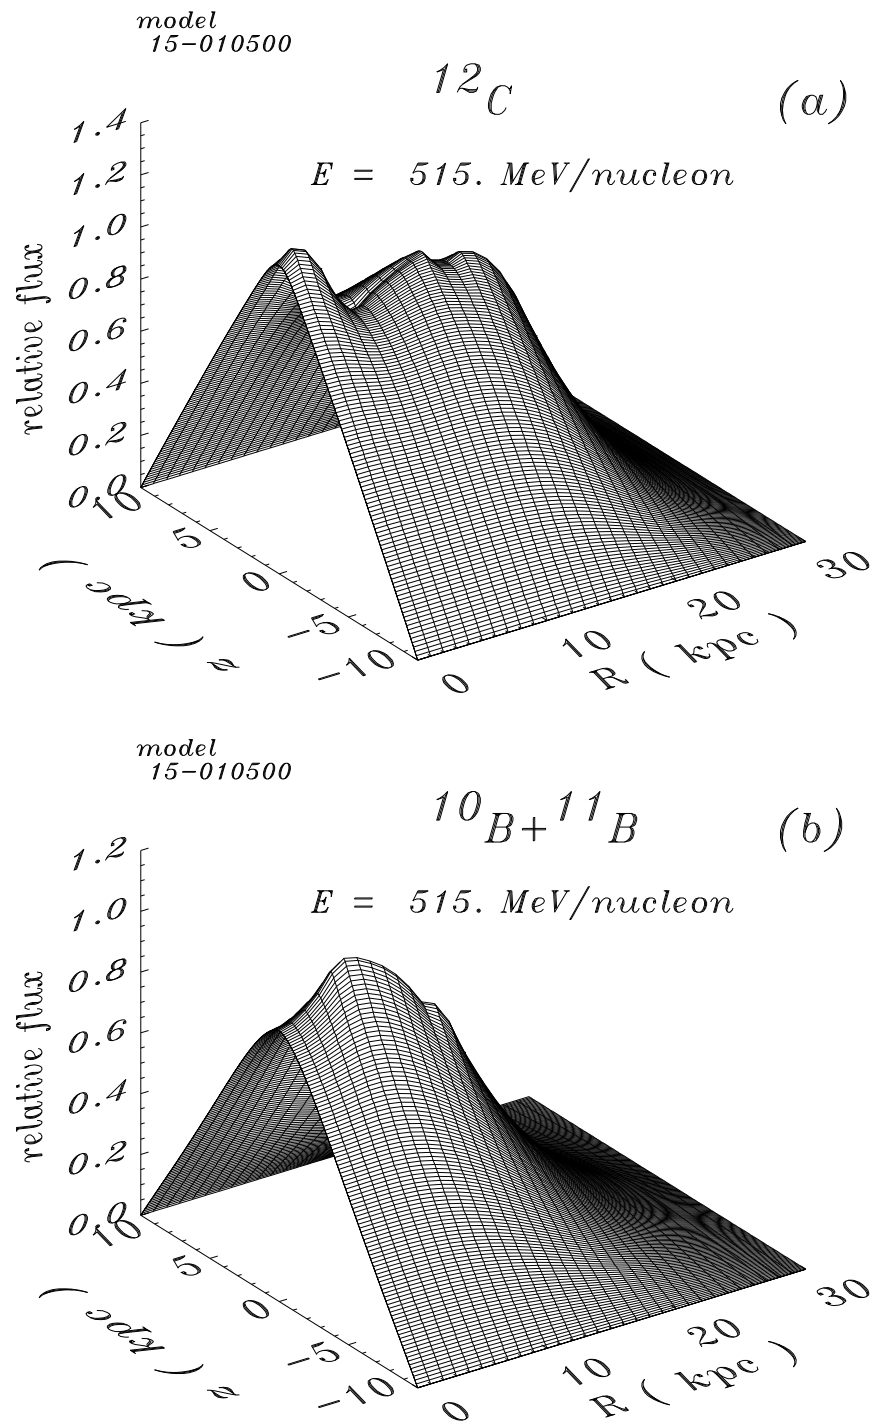 model
15-010500
12C
(a)
E = 515. MeV/nucleon
relative flux
1.4
1.2
1.0
0.8
0.6
0.4
0.2
0.0
10
5
0
-5
-10
z ( kpc )
0
10
20
30
R ( kpc )
model
15-010500
10B+11B
(b)
E = 515. MeV/nucleon
relative flux
1.2
1.0
0.8
0.6
0.4
0.2
0.0
10
5
0
-5
-10
z ( kpc )
0
10
20
30
R ( kpc )